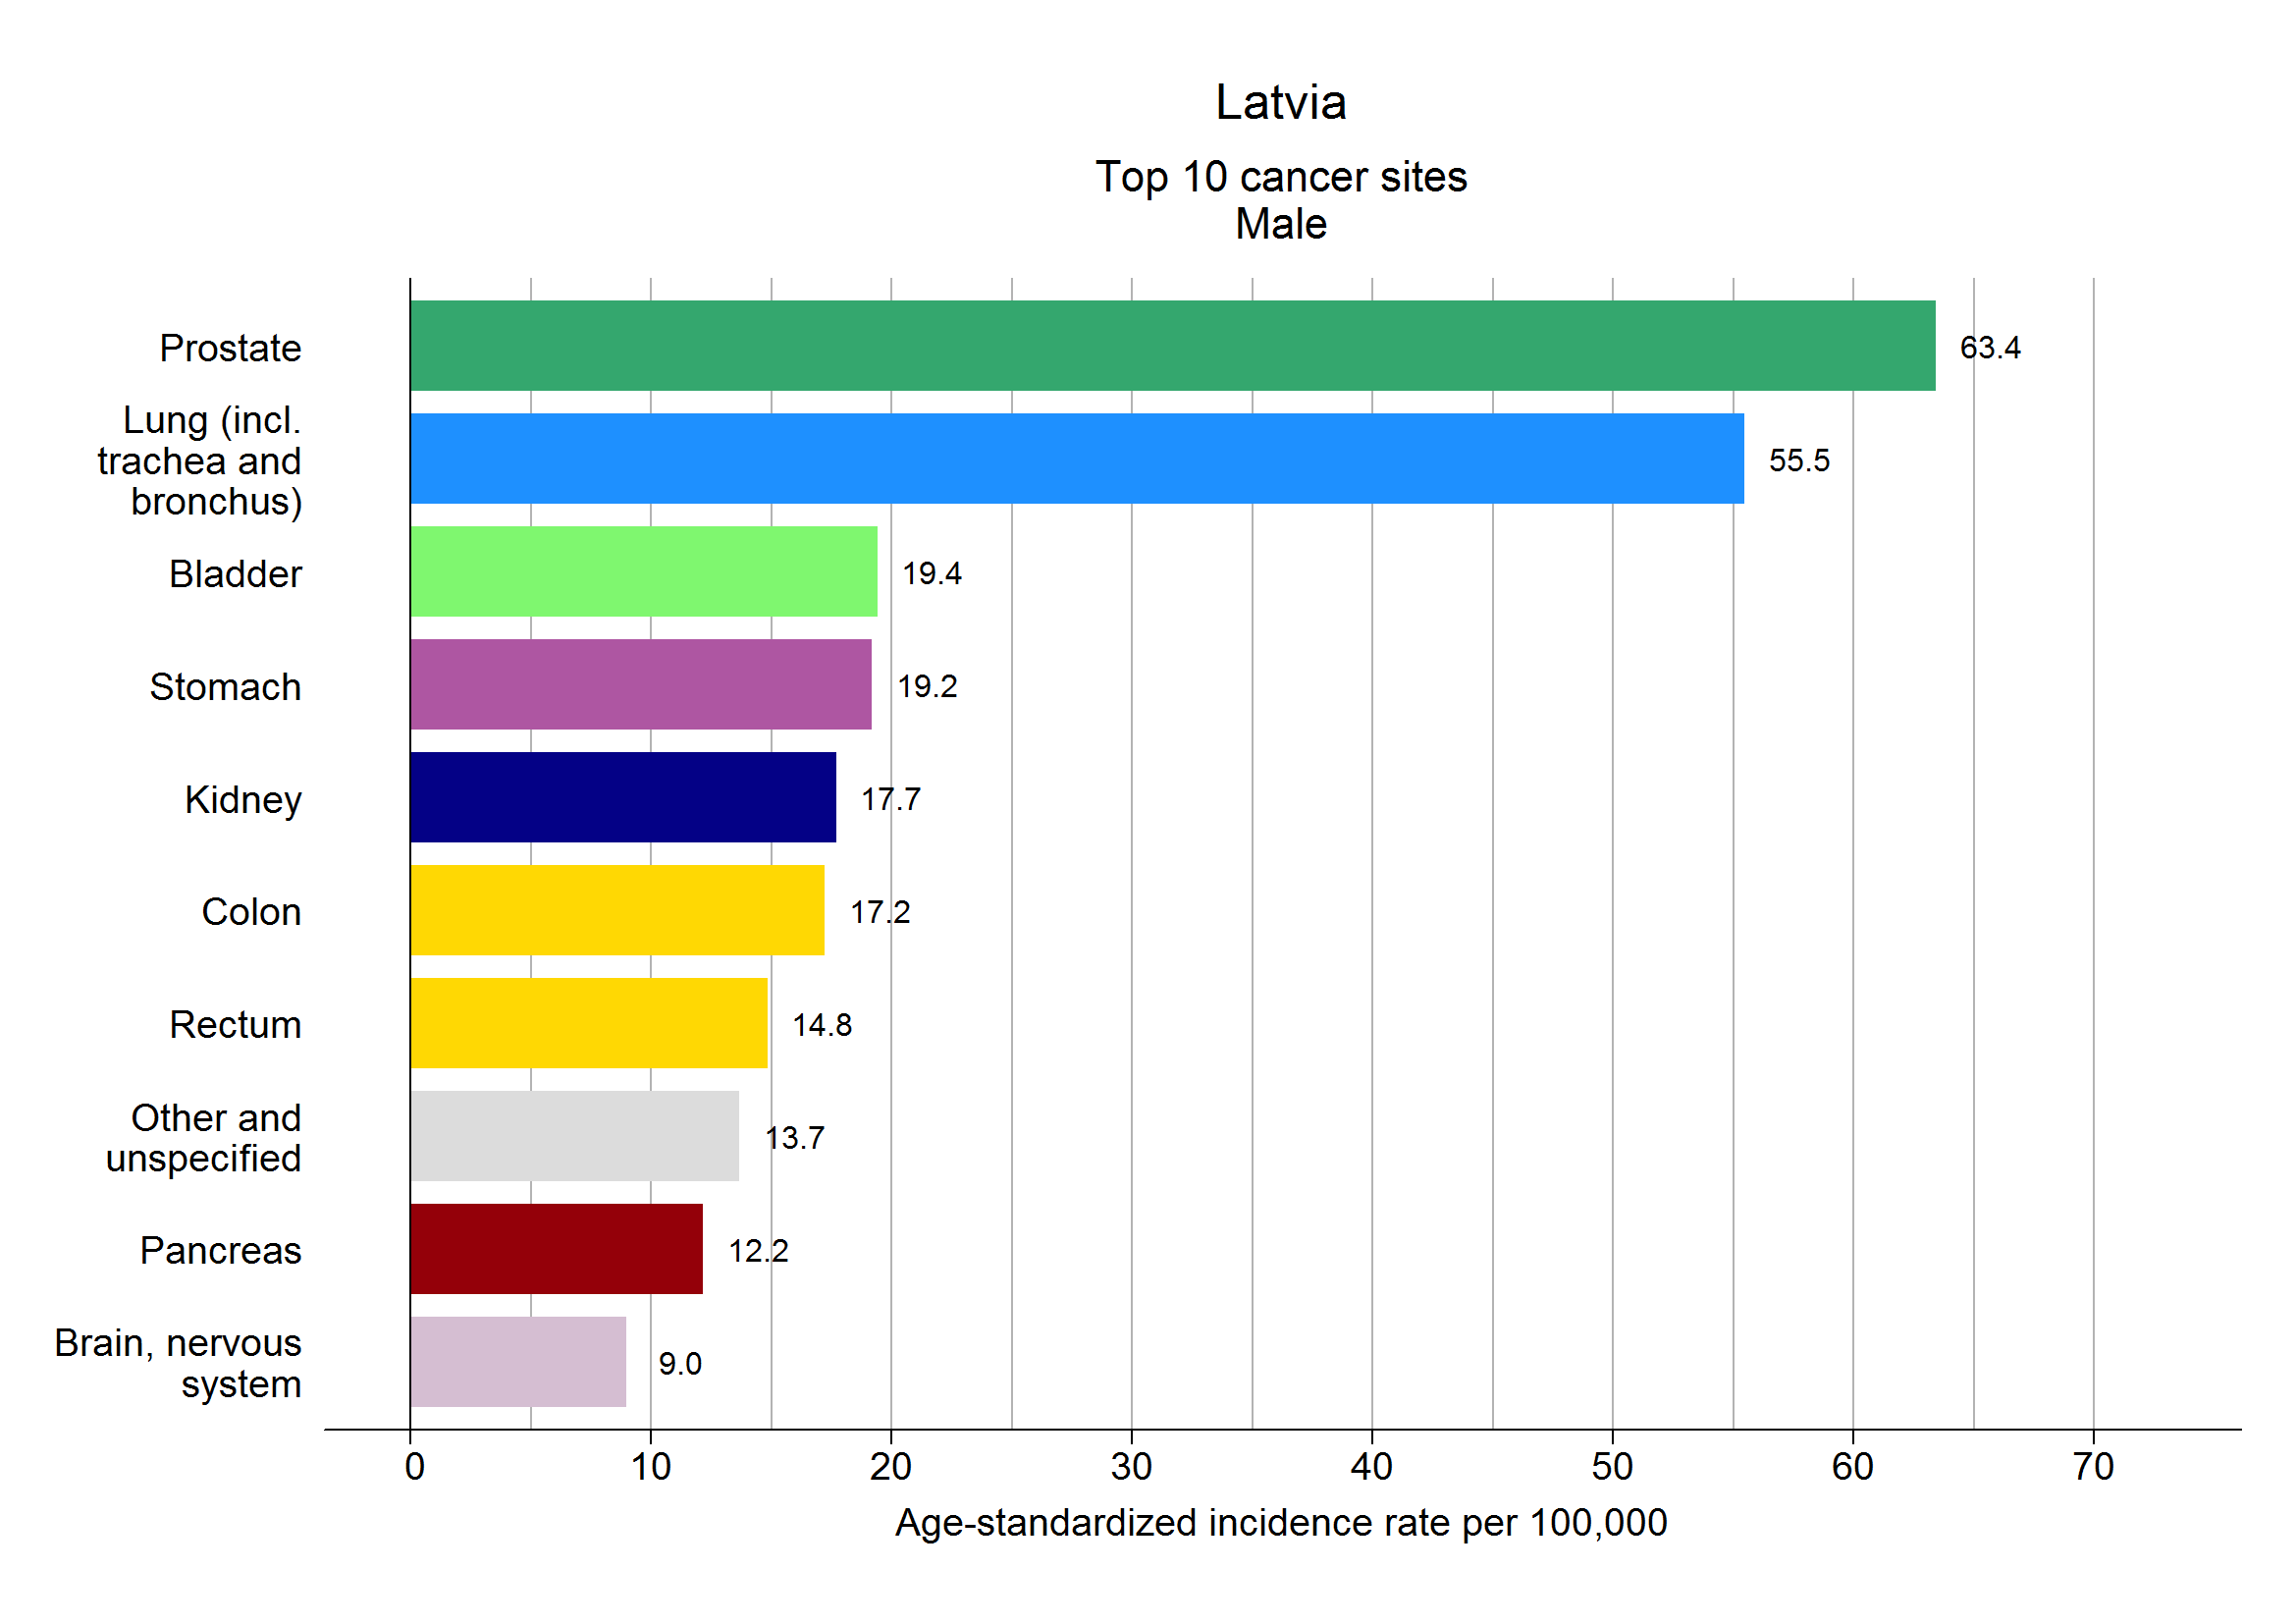 Latvia
Top 10 cancer sites
Male
Prostate
63.4
Lung (incl.
trachea and
bronchus)
55.5
Bladder
19.4
Stomach
19.2
Kidney
17.7
Colon
17.2
Rectum
14.8
Other and
unspecified
13.7
Pancreas
12.2
Brain, nervous
system
9.0
0 10 20 30 40 50 60 70
Age-standardized incidence rate per 100,000